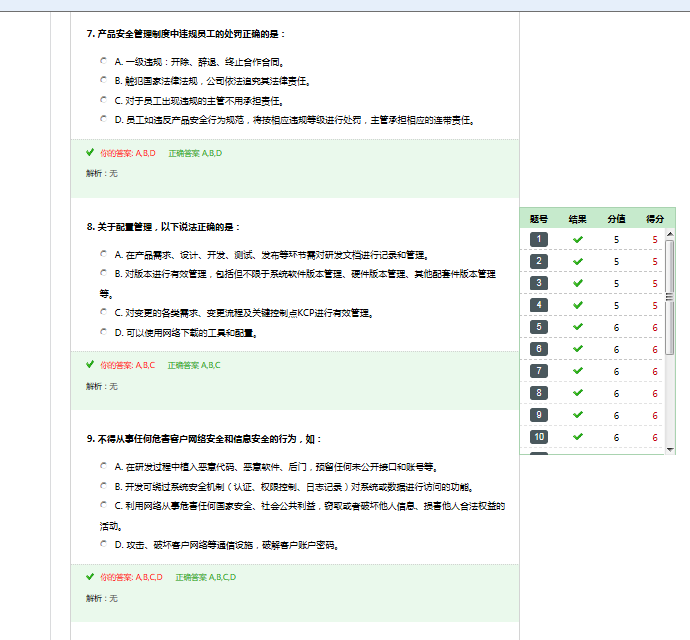 7. 产品安全管理制度中违规员工的处罚正确的是：
A. 一级违规：开除、辞退、终止合作合同。
B. 触犯国家法律法规，公司依法追究其法律责任。
C. 对于员工出现违规的主管不用承担责任。
D. 员工如违反产品安全行为规范，将按相应违规等级进行处罚，主管承担相应的连带责任。
你的答案: A,B,D 正确答案 A,B,D
解析：无
8. 关于配置管理，以下说法正确的是：
A. 在产品需求、设计、开发、测试、发布等环节需对研发文档进行记录和管理。
B. 对版本进行有效管理，包括但不限于系统软件版本管理、硬件版本管理、其他配套件版本管理
等。
C. 对变更的各类需求、变更流程及关键控制点KCP进行有效管理。
D. 可以使用网络下载的工具和配置。
你的答案: A,B,C 正确答案 A,B,C
解析：无
9. 不得从事任何危害客户网络安全和信息安全的行为，如：
A. 在研发过程中植入恶意代码、恶意软件、后门，预留任何未公开接口和账号等。
B. 开发可绕过系统安全机制（认证、权限控制、日志记录）对系统或数据进行访问的功能。
C. 利用网络从事危害任何国家安全、社会公共利益，窃取或者破坏他人信息、损害他人合法权益的
活动。
D. 攻击、破坏客户网络等通信设施，破解客户账户密码。
你的答案: A,B,C,D 正确答案 A,B,C,D
解析：无
题号 结果 分值 得分
1 5 5
2 5 5
3 5 5
4 5 5
5 6 6
6 6 6
7 6 6
8 6 6
9 6 6
10 6 6